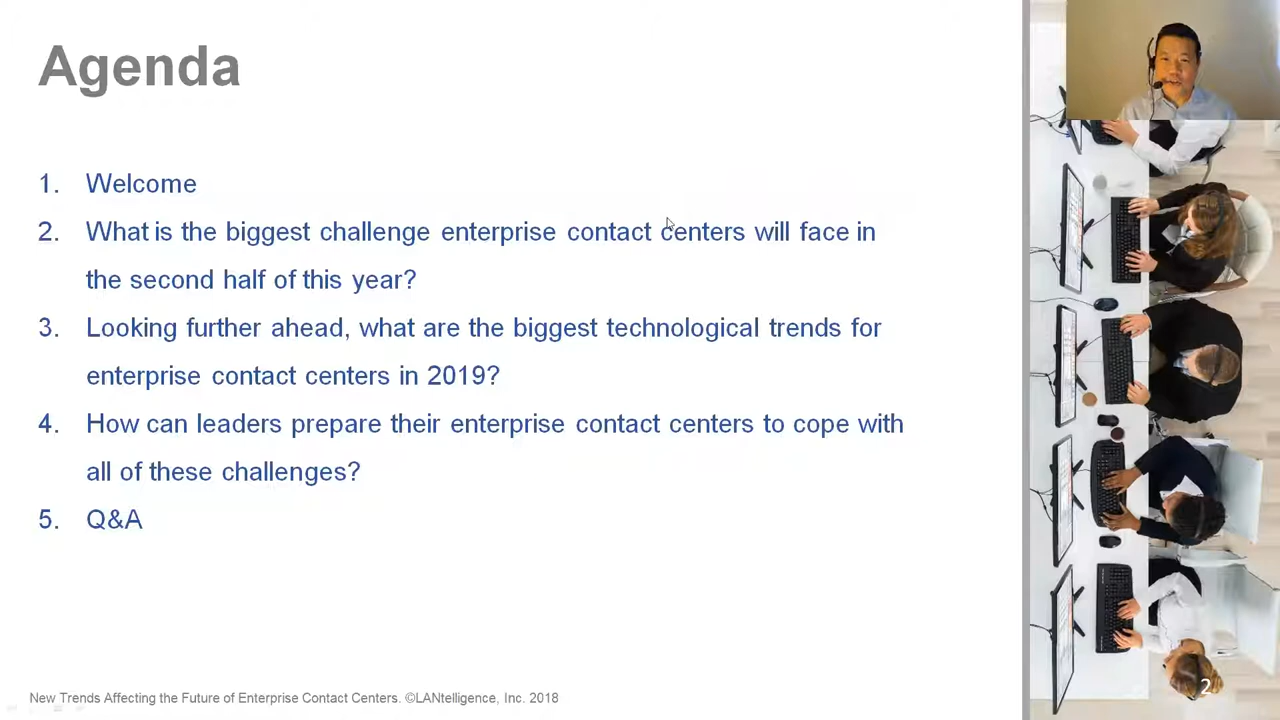 Agenda
1. Welcome
2. What is the biggest challenge enterprise contact centers will face in
the second half of this year?
3. Looking further ahead, what are the biggest technological trends for
enterprise contact centers in 2019?
4. How can leaders prepare their enterprise contact centers to cope with
all of these challenges?
5. Q&A
New Trends Affecting the Future of Enterprise Contact Centers. ©LANtelligence, Inc. 2018
2